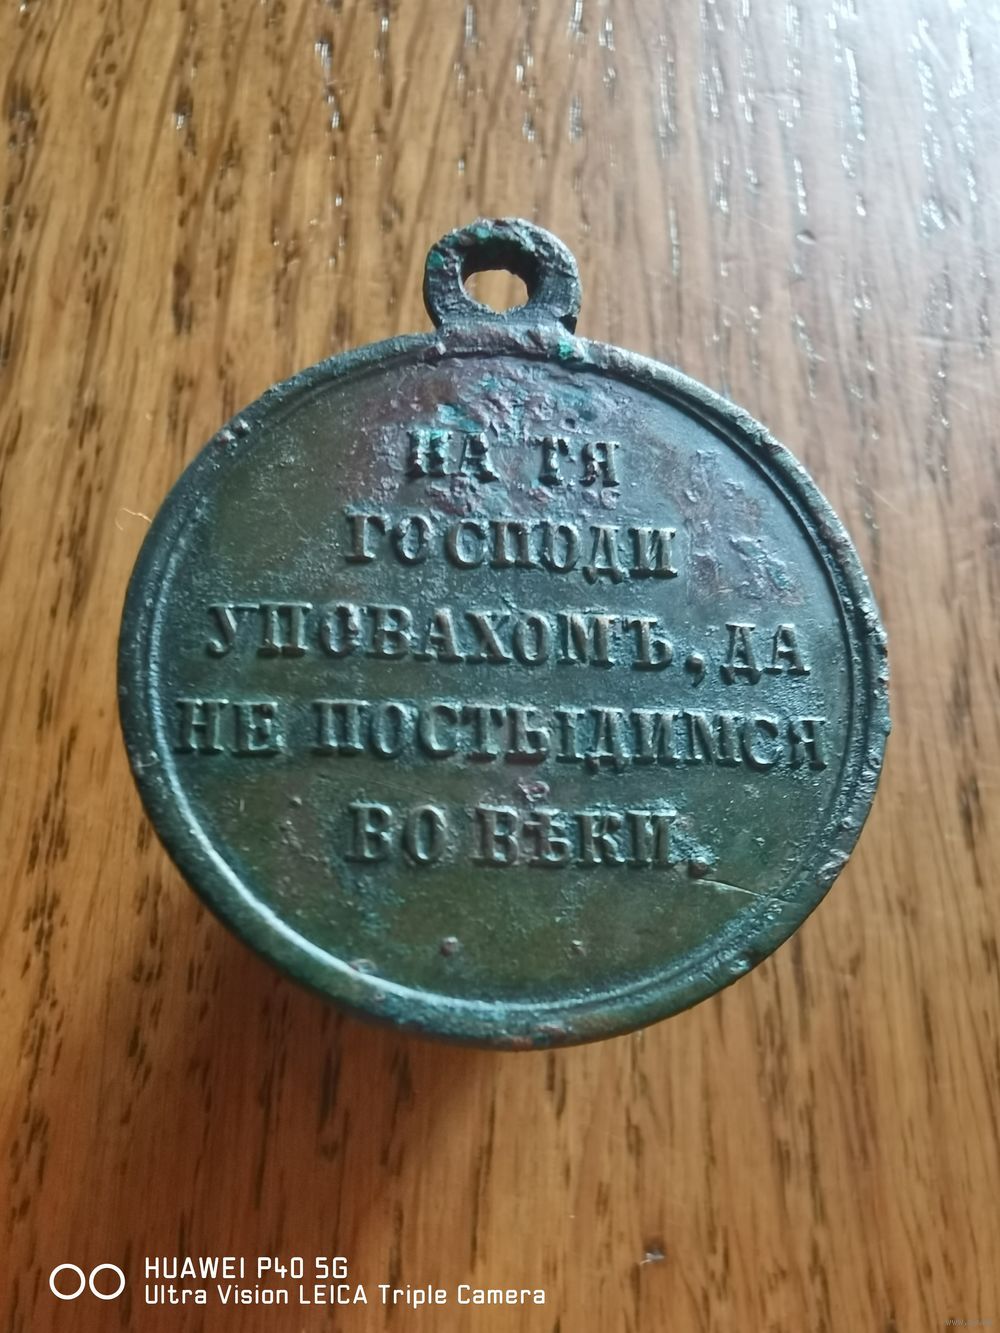 НА ТЯ
ГОСПОДИ
УПОВАХОМЪ, ДА
НЕ ПОСТЫДИМСЯ
ВО ВѢКИ.
HUAWEI P40 5G
Ultra Vision LEICA Triple Camera